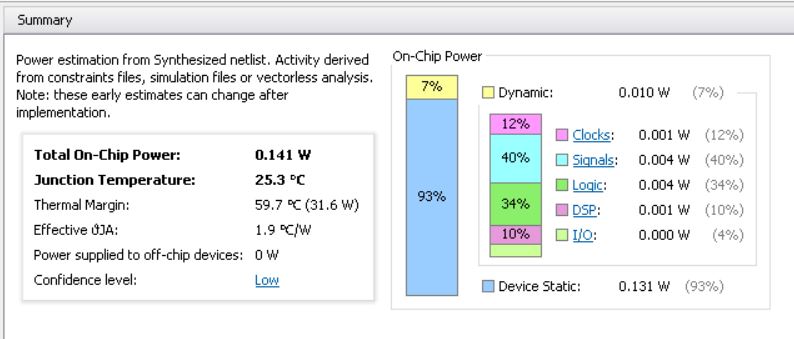 Summary
Power estimation from Synthesized netlist. Activity derived
from constraints files, simulation files or vectorless analysis.
Note: these early estimates can change after
implementation.
Total On-Chip Power: 0.141 W
Junction Temperature: 25.3 ºC
Thermal Margin: 59.7 ºC (31.6 W)
Effective ϑJA: 1.9 ºC/W
Power supplied to off-chip devices: 0 W
Confidence level: Low
On-Chip Power
7%
93%
Dynamic: 0.010 W (7%)
12%
40%
34%
10%
Clocks: 0.001 W (12%)
Signals: 0.004 W (40%)
Logic: 0.004 W (34%)
DSP: 0.001 W (10%)
I/O: 0.000 W (4%)
Device Static: 0.131 W (93%)